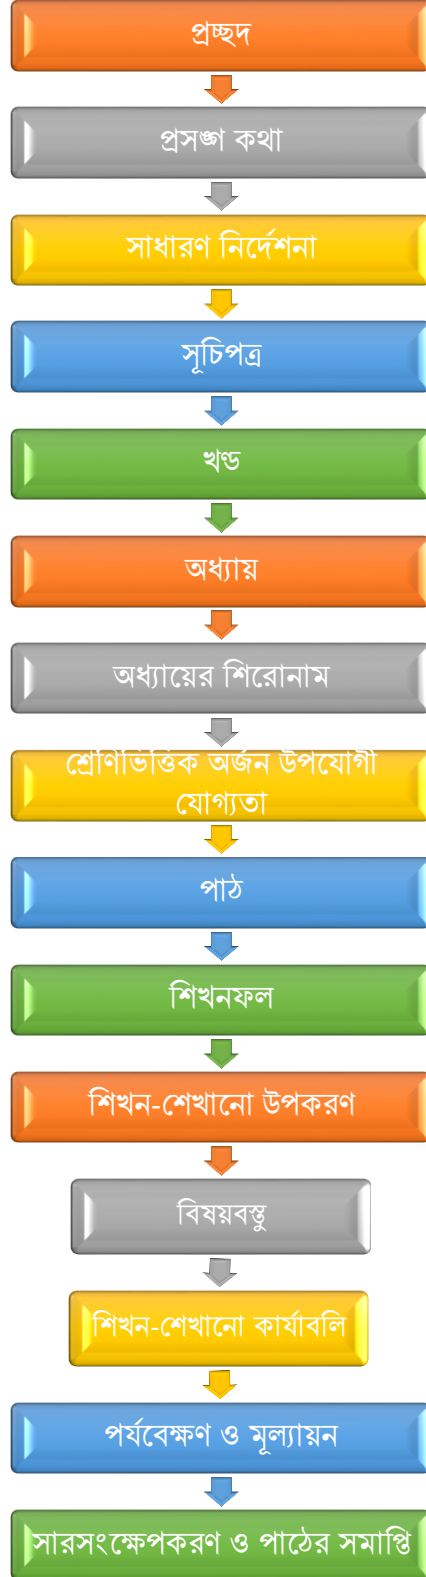 প্রচ্ছদ
প্রসঙ্গ কথা
সাধারণ নির্দেশনা
সূচিপত্র
খণ্ড
অধ্যায়
অধ্যায়ের শিরোনাম
শ্রেণিভিত্তিক অর্জন উপযোগী
যোগ্যতা
পাঠ
শিখনফল
শিখন-শেখানো উপকরণ
বিষয়বস্তু
শিখন-শেখানো কার্যাবলি
পর্যবেক্ষণ ও মূল্যায়ন
সারসংক্ষেপকরণ ও পাঠের সমাপ্তি